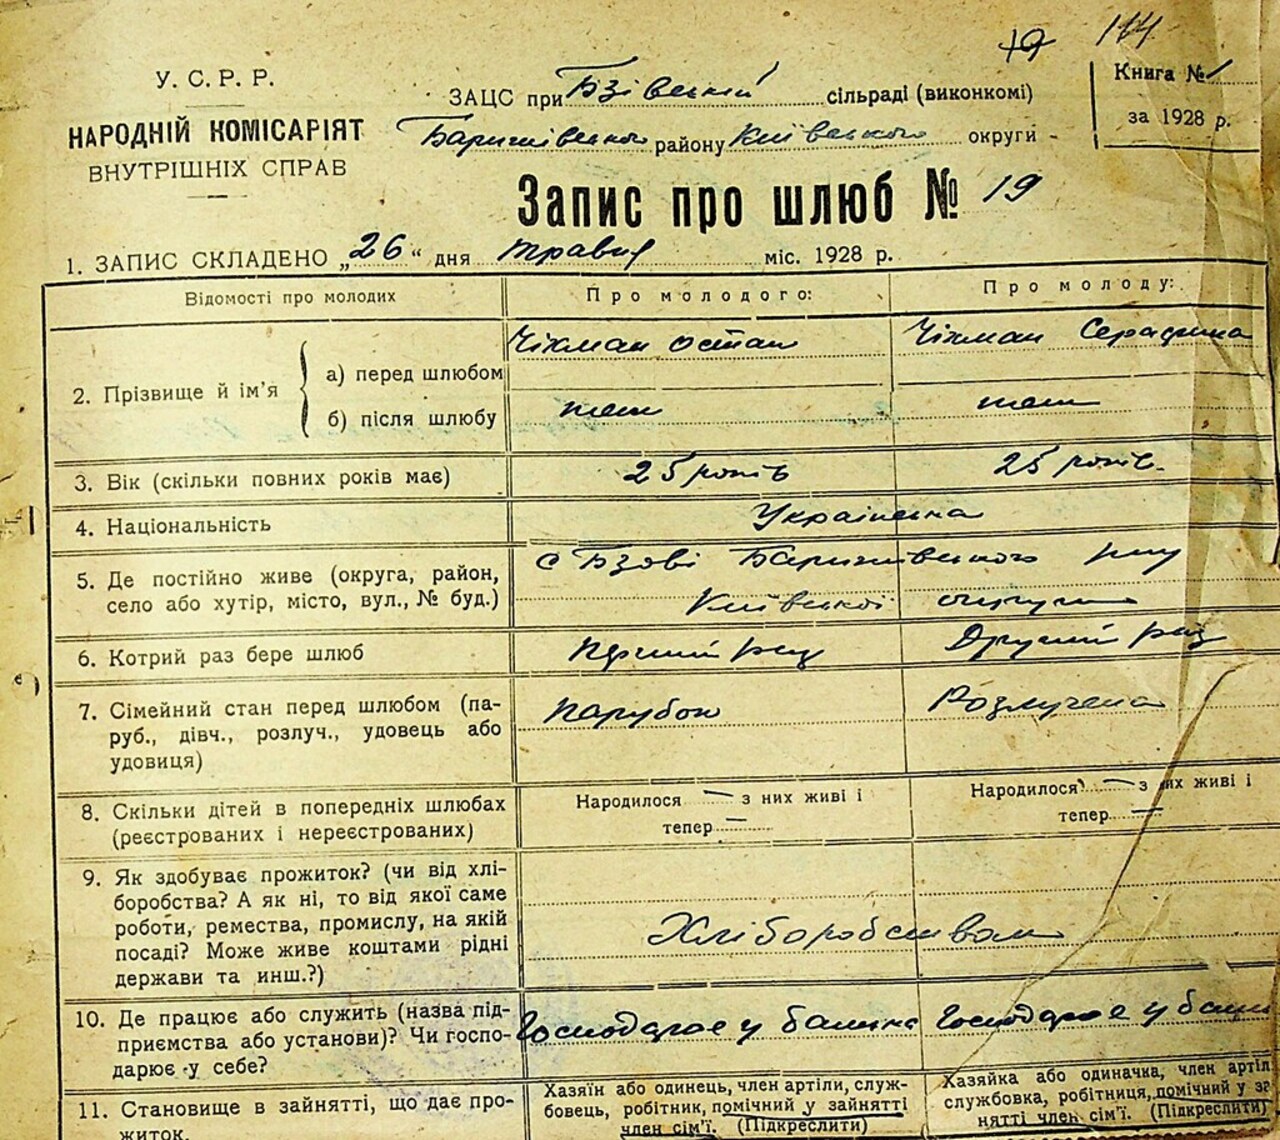 19 114
У. С. Р. Р.
НАРОДНІЙ КОМІСАРІЯТ
ВНУТРІШНІХ СПРАВ
ЗАЦС при Бзівській сільраді (виконкомі)
Баришівського району Київського округи
Книга № 1
за 1928 р.
Запис про шлюб № 19
1. ЗАПИС СКЛАДЕНО „26“ дня травня міс. 1928 р.
Відомості про молодих Про молодого: Про молоду:
Чіхман Остап Чіхман Серафима
2. Прізвище й ім'я а) перед шлюбом
б) після шлюбу теж теж
3. Вік (скільки повних років має) 25 років 25 років.
4. Національність Українська
5. Де постійно живе (округа, район,
село або хутір, місто, вул., № буд.)
с Бзові Баришівського р-ну
Київської округи
6. Котрий раз бере шлюб Перший раз Другий раз
7. Сімейний стан перед шлюбом (па-
руб., дівч., розлуч., удовець або
удовиця)
Парубок Розлучена
8. Скільки дітей в попередніх шлюбах
(реєстрованих і нереєстрованих)
Народилося — з них живі і
тепер —
Народилося — з них живі і
тепер —
9. Як здобуває прожиток? (чи від хлі-
боробства? А як ні, то від якої саме
роботи, ремества, промислу, на якій
посаді? Може живе коштами рідні
держави та инш.?)
Хліборобством
10. Де працює або служить (назва під-
приємства або установи)? Чи госпо-
дарює у себе?
Господарює у батька Господарює у
11. Становище в зайнятті, що дає про-
житок.
Хазяїн або одинець, член артіли, служ-
бовець, робітник, помічний у зайнятті
член сім'ї. (Підкреслити)
Хазяйка або одиначка, член артіл
службовка, робітниця, помічний у за
нятті член сім'ї. (Підкреслити)